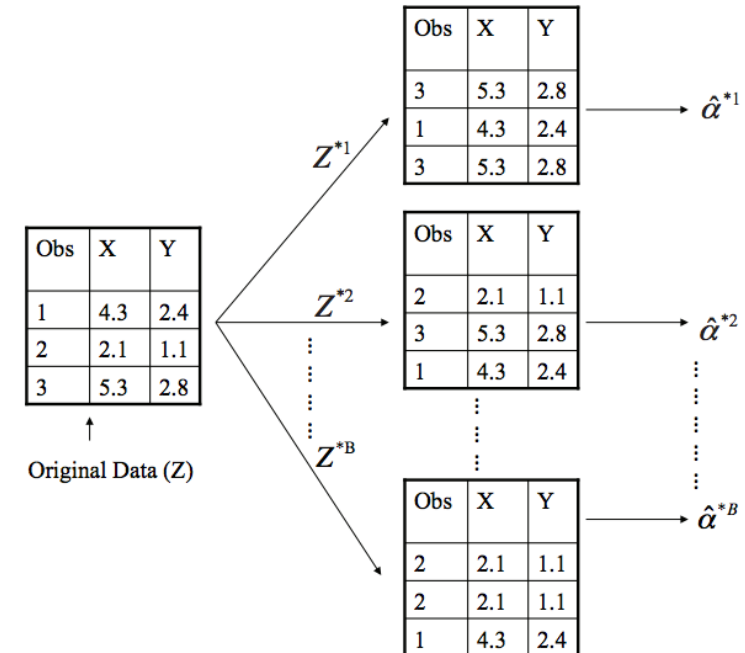 Obs X Y
3 5.3 2.8
1 4.3 2.4
3 5.3 2.8
α̂*1
Z*1
Obs X Y
1 4.3 2.4
2 2.1 1.1
3 5.3 2.8
Original Data (Z)
Z*2
Obs X Y
2 2.1 1.1
3 5.3 2.8
1 4.3 2.4
α̂*2
Z*B
Obs X Y
2 2.1 1.1
2 2.1 1.1
1 4.3 2.4
α̂*B